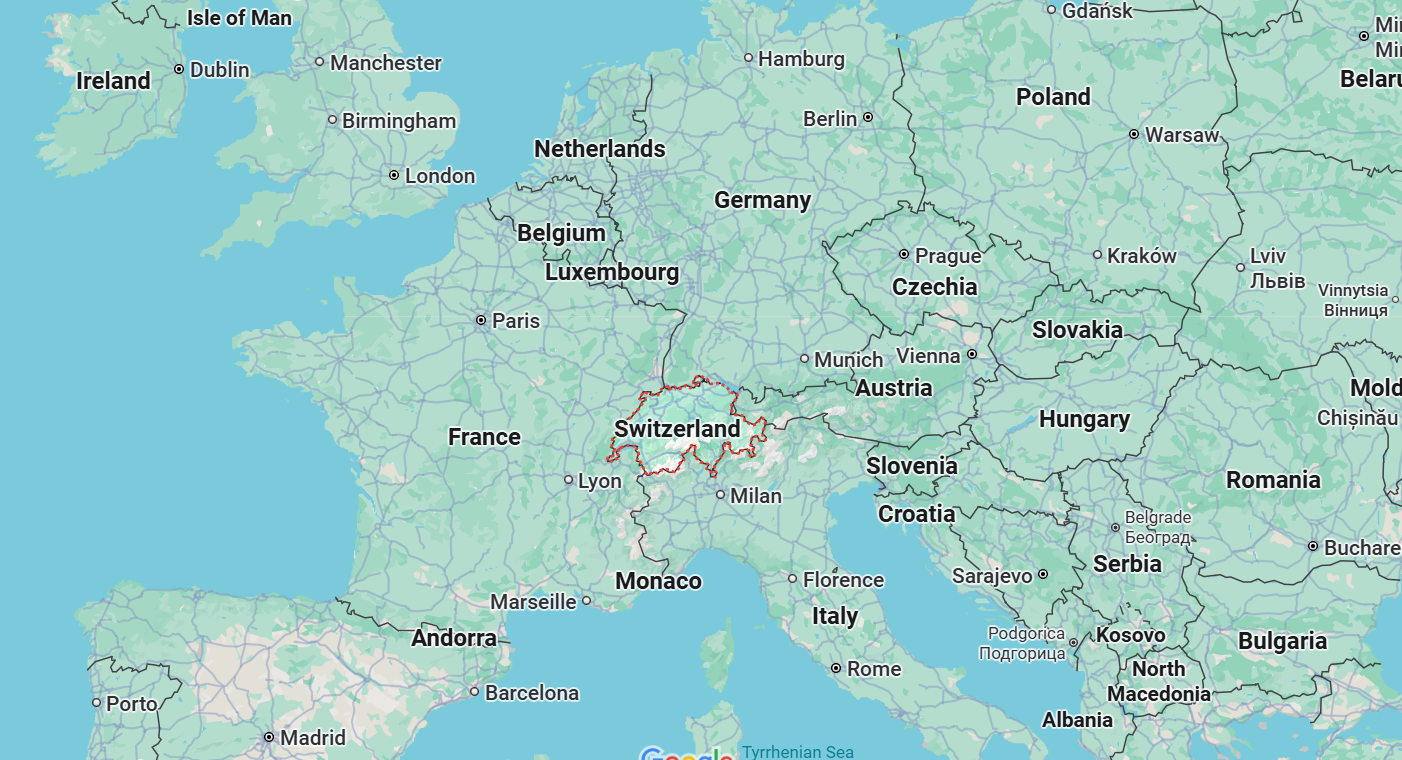 Isle of Man
Gdańsk
Manchester
Hamburg
Dublin
Ireland
Poland
Berlin
Birmingham
Warsaw
Netherlands
London
Germany
Belgium
Prague
Kraków
Lviv
Львів
Luxembourg
Czechia
Vinnytsia
Вінниця
Paris
Slovakia
Munich
Vienna
Austria
Hungary
Chișinău
Switzerland
France
Slovenia
Lyon
Romania
Milan
Croatia
Belgrade
Београд
Serbia
Florence
Sarajevo
Monaco
Marseille
Italy
Andorra
Podgorica
Подгорица
Kosovo
Bulgaria
Rome
North
Macedonia
Barcelona
Porto
Albania
Madrid
Google
Tyrrhenian Sea